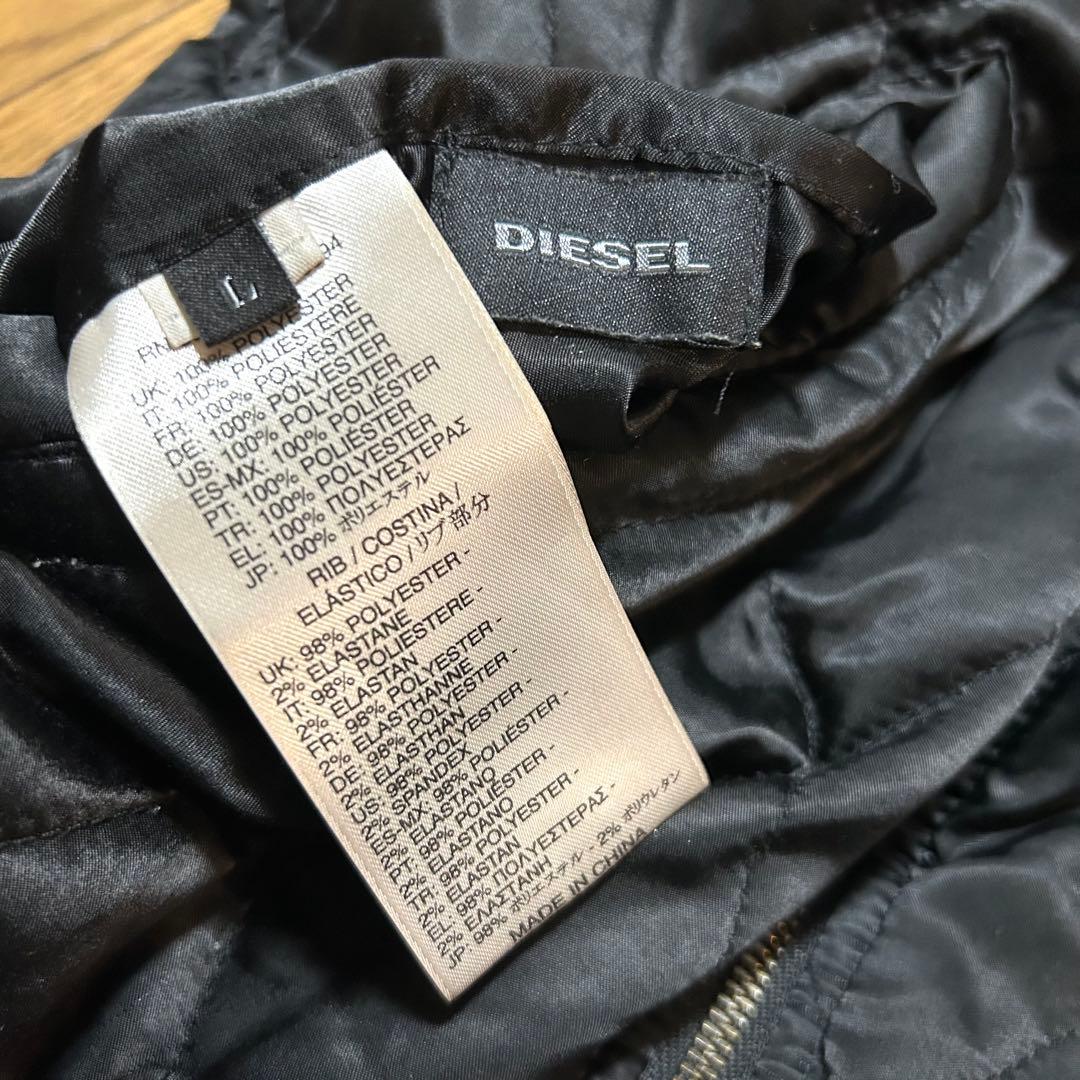 DIESEL
L
RN
94
UK: 100% POLYESTER
IT: 100% POLIESTERE
FR: 100% POLYESTER
DE: 100% POLYESTER
US: 100% POLYESTER
ES-MX: 100% POLIÉSTER
PT: 100% POLIÉSTER
TR: 100% POLYESTER
EL: 100% ΠΟΛΥΕΣΤΕΡΑΣ
JP: 100% ポリエステル
RIB / COSTINA /
ELÁSTICO / リブ部分
UK: 98% POLYESTER -
2% ELASTANE
IT: 98% POLIESTERE -
2% ELASTAN
FR: 98% POLYESTER -
2% ELASTHANNE
DE: 98% POLYESTER -
2% ELASTHAN
US: 98% POLYESTER -
2% SPANDEX
ES-MX: 98% POLIÉSTER -
2% ELASTANO
PT: 98% POLIÉSTER -
2% ELASTANO
TR: 98% POLYESTER -
2% ELASTAN
EL: 98% ΠΟΛΥΕΣΤΕΡΑΣ -
2% ΕΛΑΣΤΑΝΗ
JP: 98% ポリエステル - 2% ポリウレタン
MADE IN CHINA